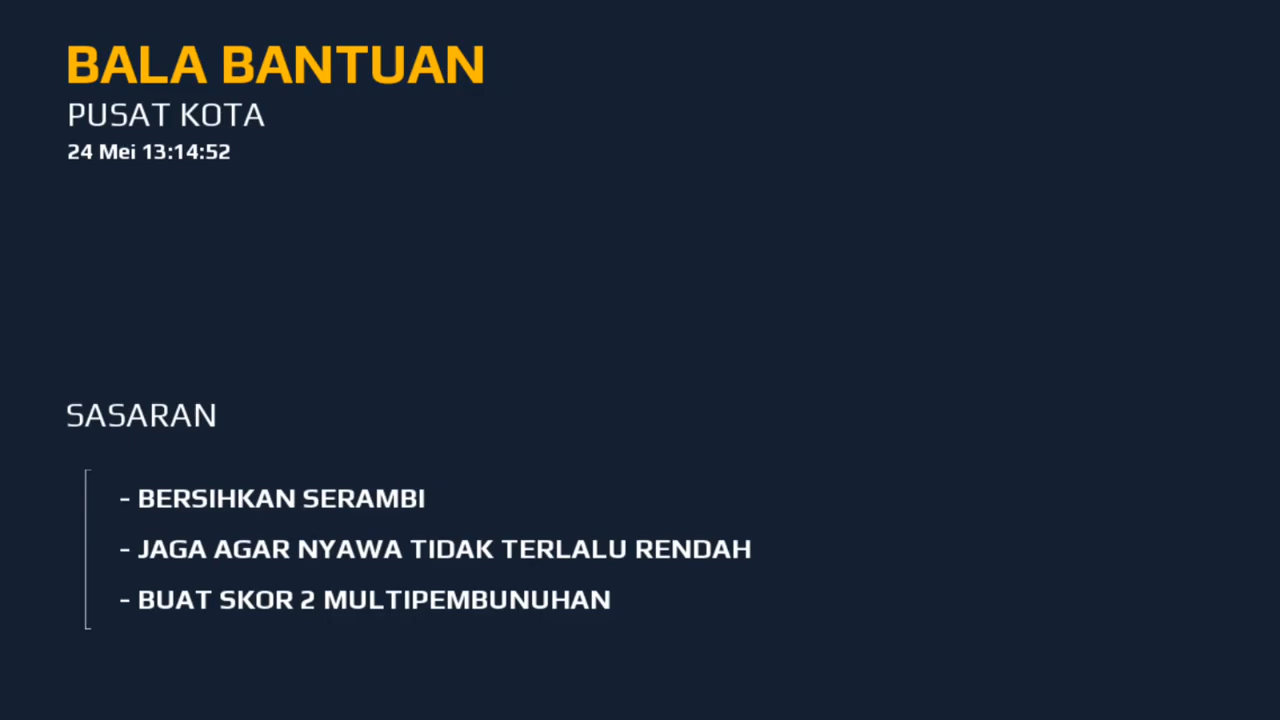 BALA BANTUAN
PUSAT KOTA
24 Mei 13:14:52
SASARAN
- BERSIHKAN SERAMBI
- JAGA AGAR NYAWA TIDAK TERLALU RENDAH
- BUAT SKOR 2 MULTIPEMBUNUHAN